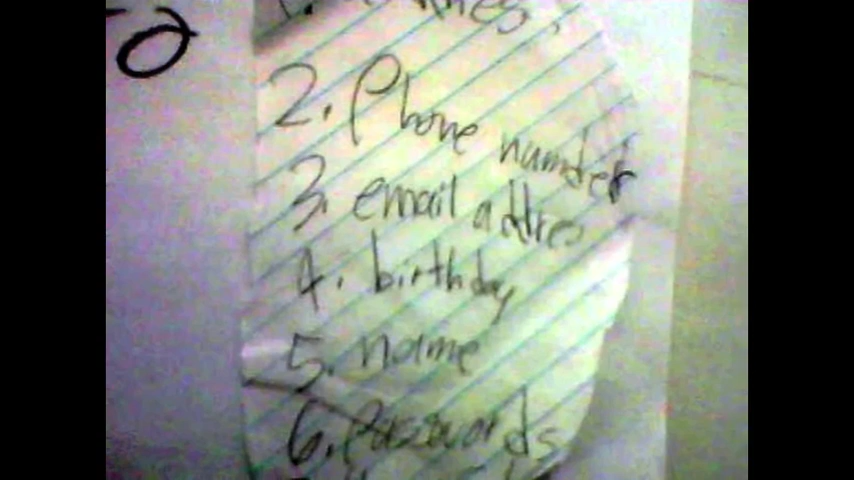 2. Phone number
3. email addres
4. birthday
5. name
6. Passwords